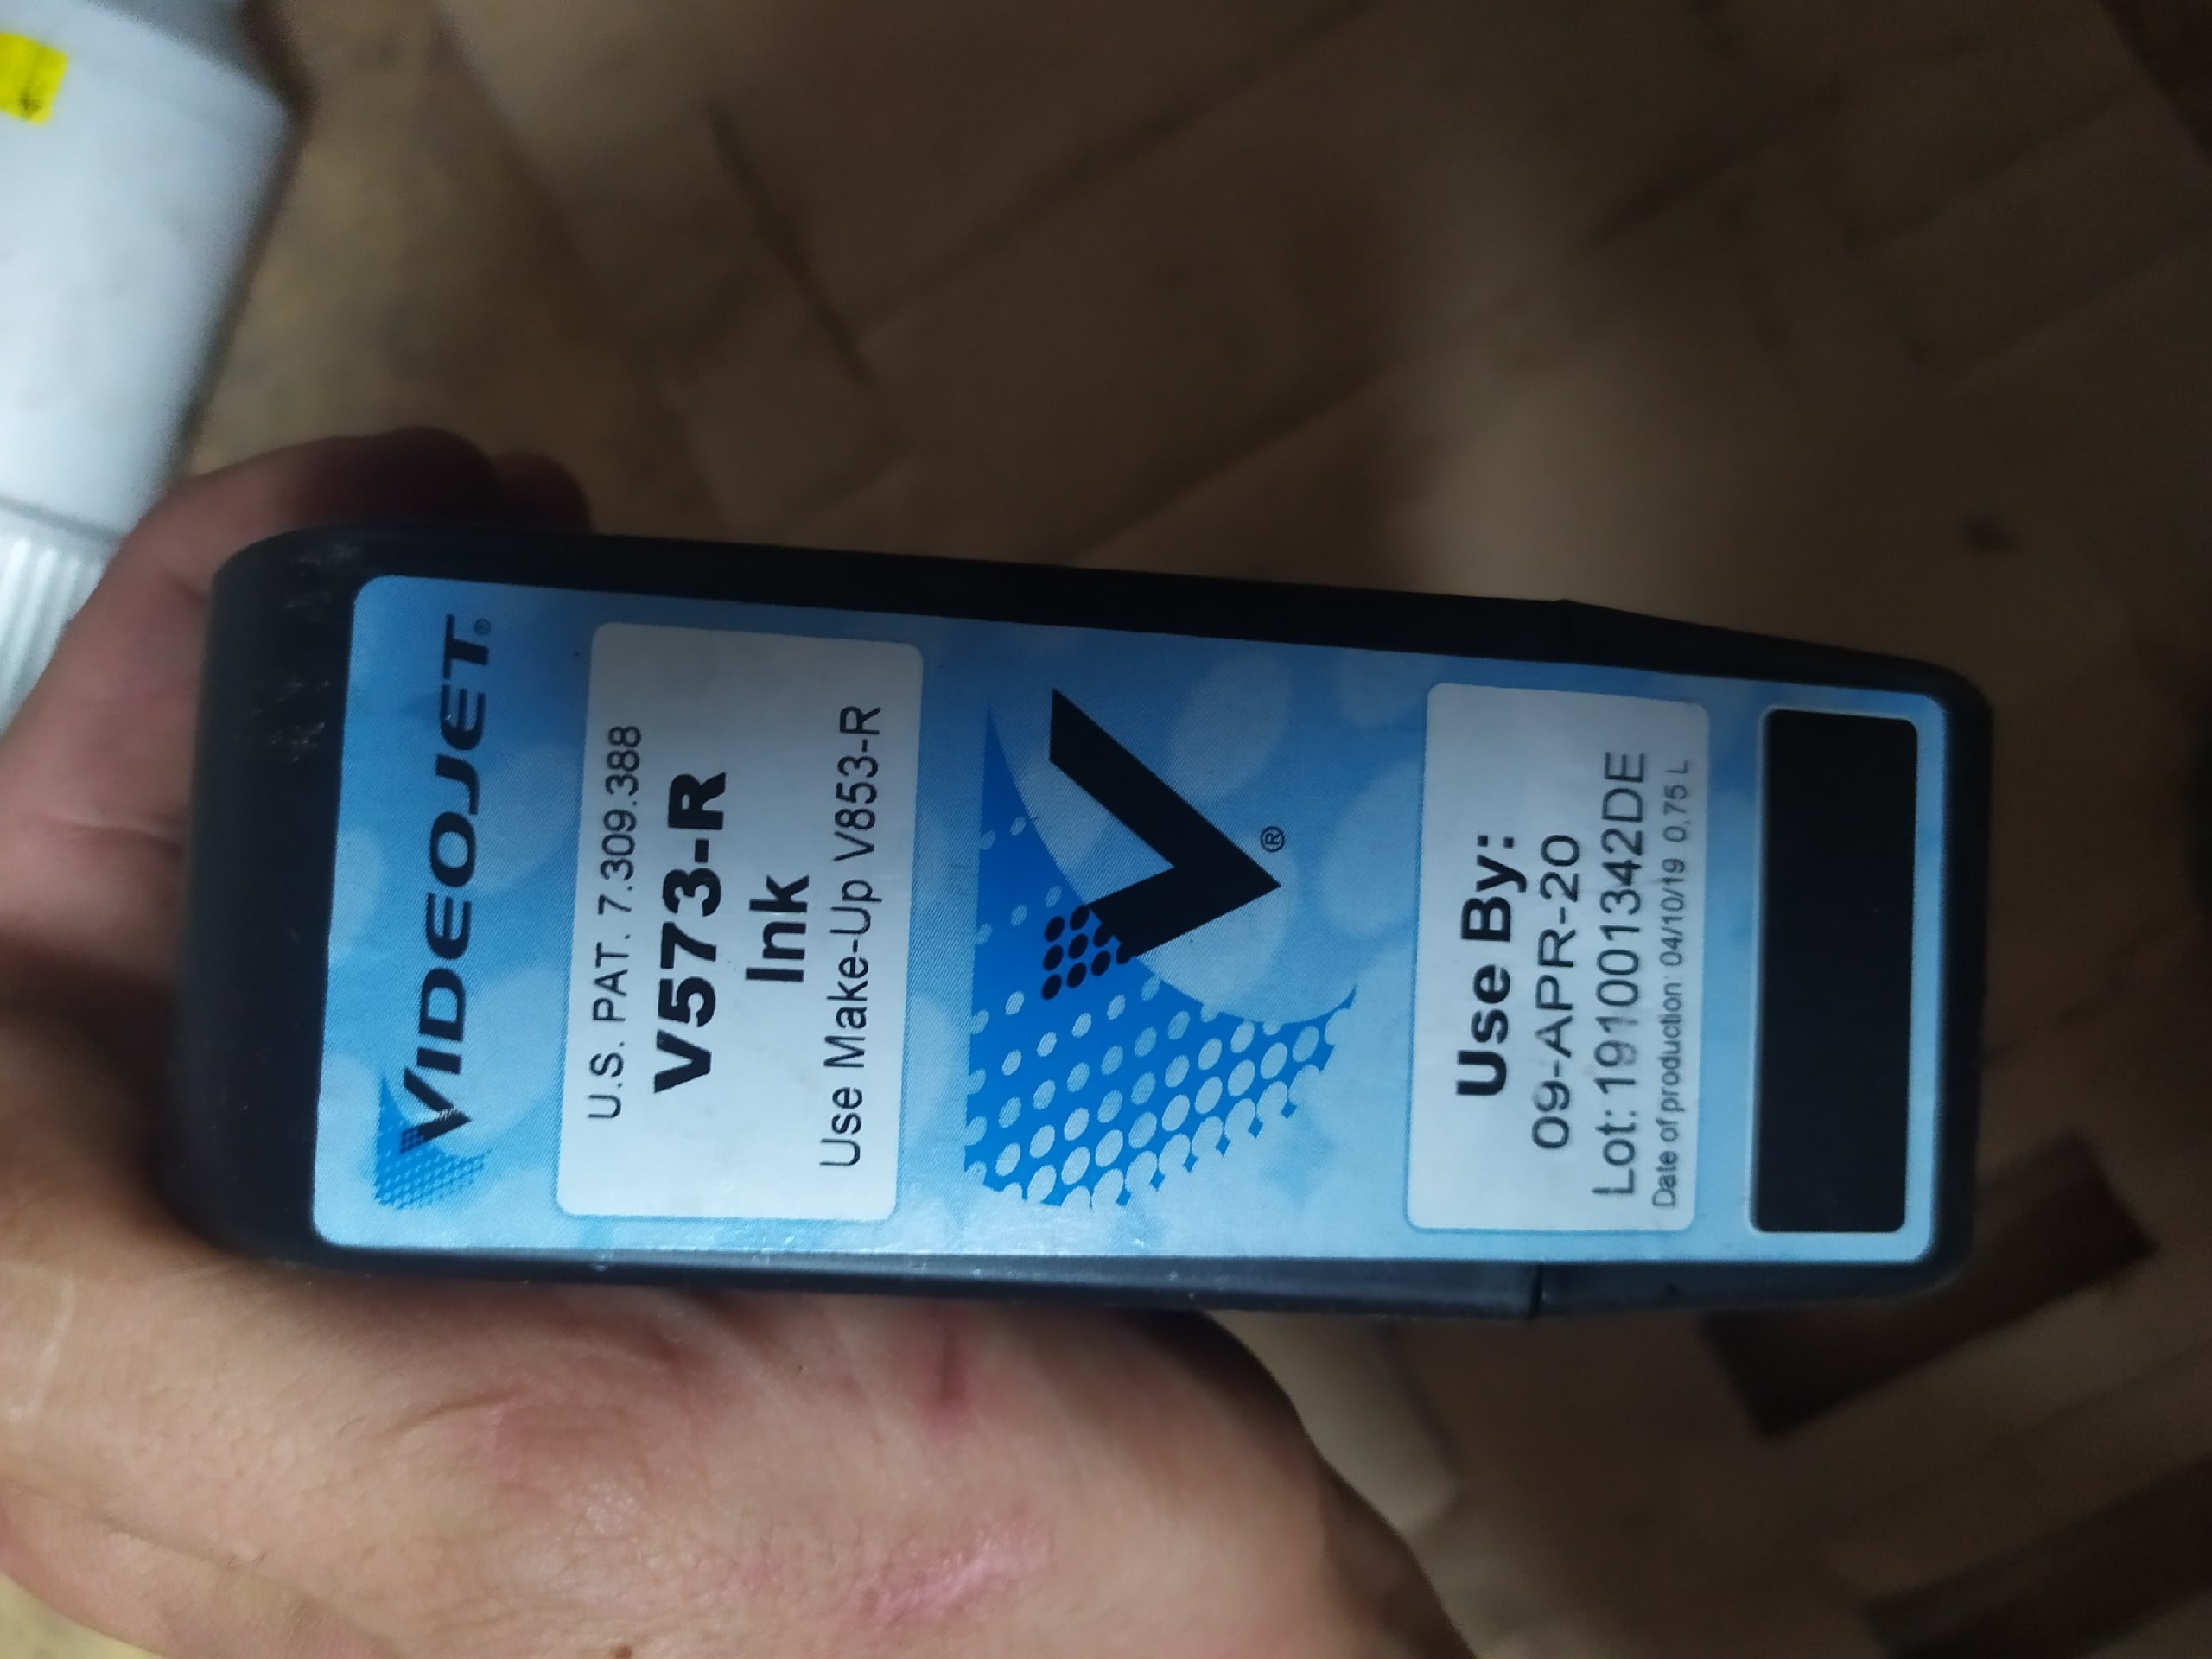 VIDEOJET®
U.S. PAT. 7.309.388
V573-R
Ink
Use Make-Up V853-R
®
Use By:
09-APR-20
Lot:191001342DE
Date of production: 04/10/19 0,75 L